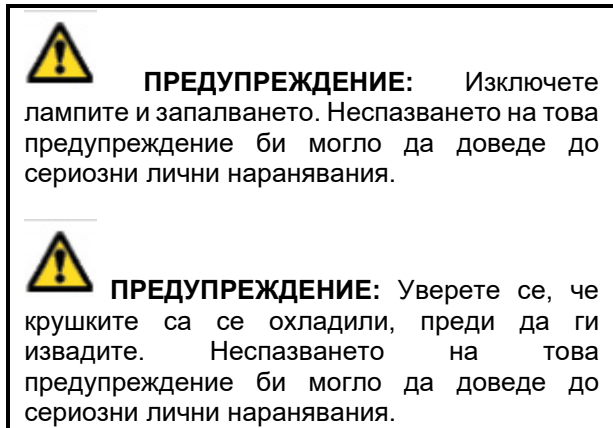 ПРЕДУПРЕЖДЕНИЕ: Изключете
лампите и запалването. Неспазването на това
предупреждение би могло да доведе до
сериозни лични наранявания.
ПРЕДУПРЕЖДЕНИЕ: Уверете се, че
крушките са се охладили, преди да ги
извадите. Неспазването на това
предупреждение би могло да доведе до
сериозни лични наранявания.